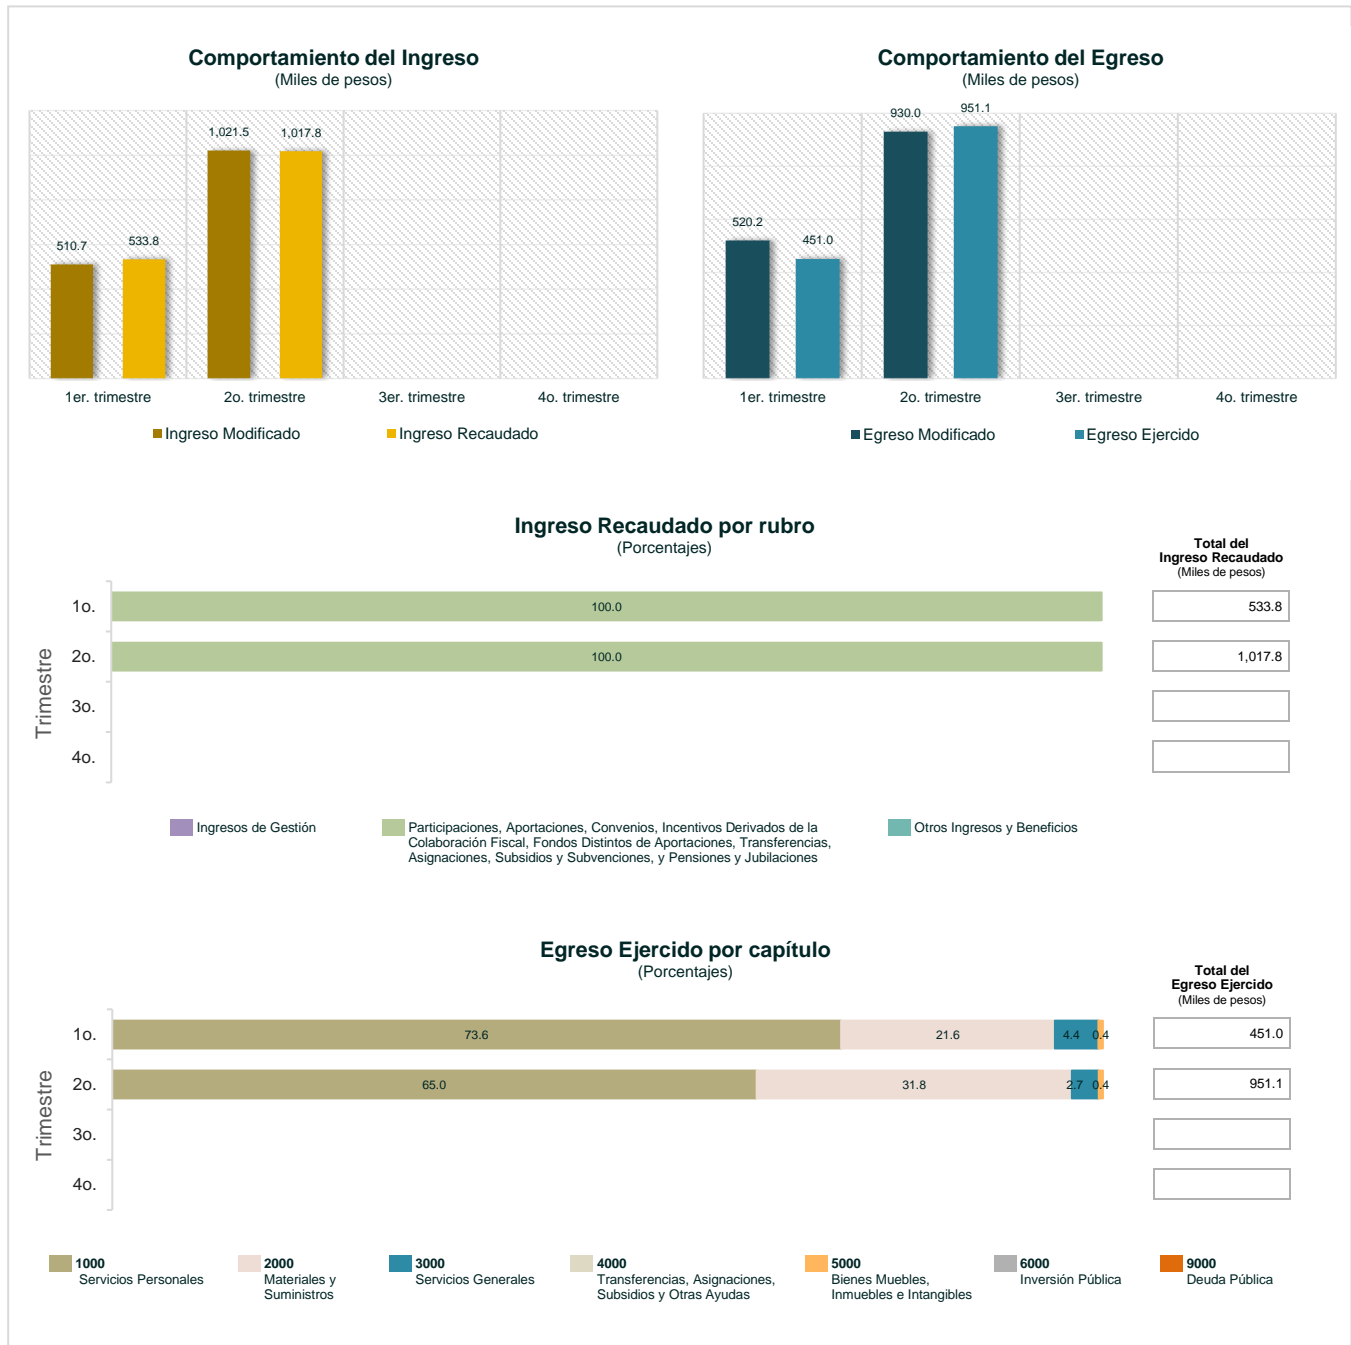 Comportamiento del Ingreso
(Miles de pesos)
1,021.5
1,017.8
510.7
533.8
1er. trimestre
2o. trimestre
3er. trimestre
4o. trimestre
Ingreso Modificado
Ingreso Recaudado
Comportamiento del Egreso
(Miles de pesos)
930.0
951.1
520.2
451.0
1er. trimestre
2o. trimestre
3er. trimestre
4o. trimestre
Egreso Modificado
Egreso Ejercido
Ingreso Recaudado por rubro
(Porcentajes)
Total del
Ingreso Recaudado
(Miles de pesos)
Trimestre
1o.
100.0
533.8
2o.
100.0
1,017.8
3o.
4o.
Ingresos de Gestión
Participaciones, Aportaciones, Convenios, Incentivos Derivados de la
Colaboración Fiscal, Fondos Distintos de Aportaciones, Transferencias,
Asignaciones, Subsidios y Subvenciones, y Pensiones y Jubilaciones
Otros Ingresos y Beneficios
Egreso Ejercido por capítulo
(Porcentajes)
Total del
Egreso Ejercido
(Miles de pesos)
Trimestre
1o.
73.6
21.6
4.4
0.4
451.0
2o.
65.0
31.8
2.7
0.4
951.1
3o.
4o.
1000
Servicios Personales
2000
Materiales y
Suministros
3000
Servicios Generales
4000
Transferencias, Asignaciones,
Subsidios y Otras Ayudas
5000
Bienes Muebles,
Inmuebles e Intangibles
6000
Inversión Pública
9000
Deuda Pública